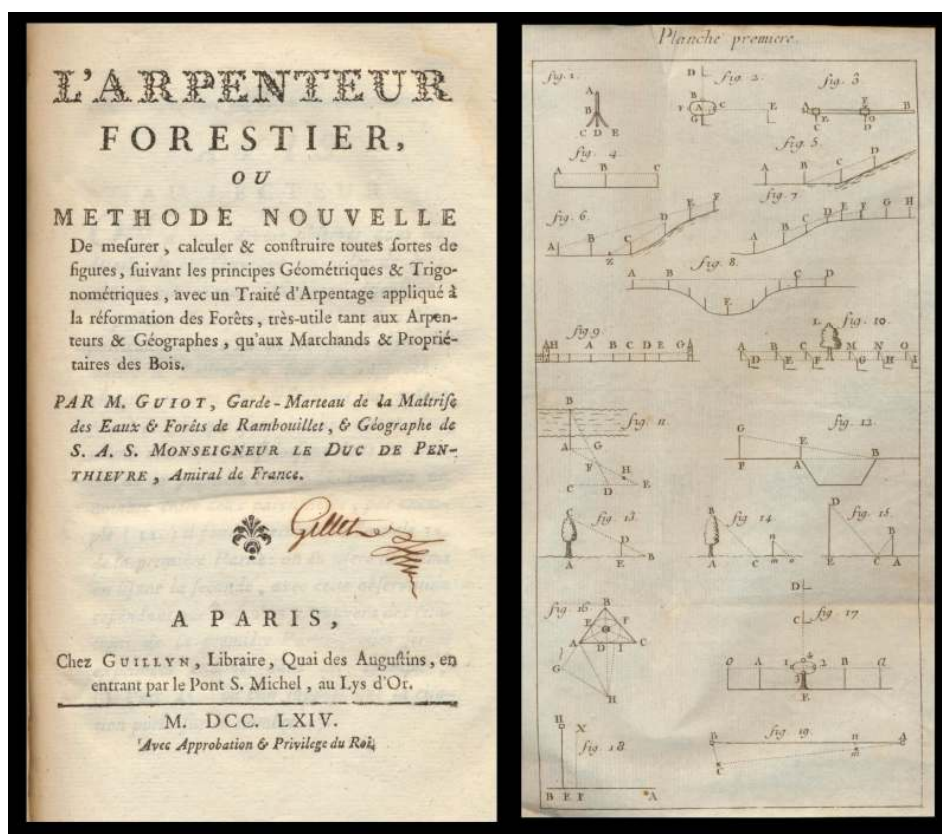 L'ARPENTEUR
FORESTIER,
OU
METHODE NOUVELLE
De meſurer, calculer & conſtruire toutes ſortes de
figures, ſuivant les principes Géométriques & Trigo-
nométriques, avec un Traité d'Arpentage appliqué à
la réformation des Forêts, très-utile tant aux Arpen-
teurs & Géographes, qu'aux Marchands & Proprié-
taires des Bois.
PAR M. GUIOT, Garde-Marteau de la Maîtriſe
des Eaux & Forêts de Rambouillet, & Géographe de
S. A. S. MONSEIGNEUR LE DUC DE PEN-
THIEVRE, Amiral de France.
A PARIS,
Chez GUILLYN, Libraire, Quai des Auguſtins, en
entrant par le Pont S. Michel, au Lys d'Or.
M. DCC. LXIV.
Avec Approbation & Privilege du Roi.
Planche premiere.
fig. 1.
A
B
C D E
fig. 2.
D
B
F A C E
G
fig. 3
A F B
E G
C D
fig. 4
A B C
fig. 5.
A B C D
fig. 6.
A B C D E F
Z
fig. 7
A B C D E F G H
fig. 8.
A B C D
E
fig. 9
H A B C D E G
fig. 10.
L
A B C M N O
D E F G H I
fig. 11.
B
A G
F H
C D E
fig. 12.
G E
F A B
fig. 13.
C
D
A E B
fig. 14
B
n
A C m o
fig. 15.
D
B
E C A
fig. 16
B
E F
A D I C
G
H
fig. 17
D
C
O A 1 2 B
3
E
fig. 18
H X
B E F A
fig. 19.
B n A
C m